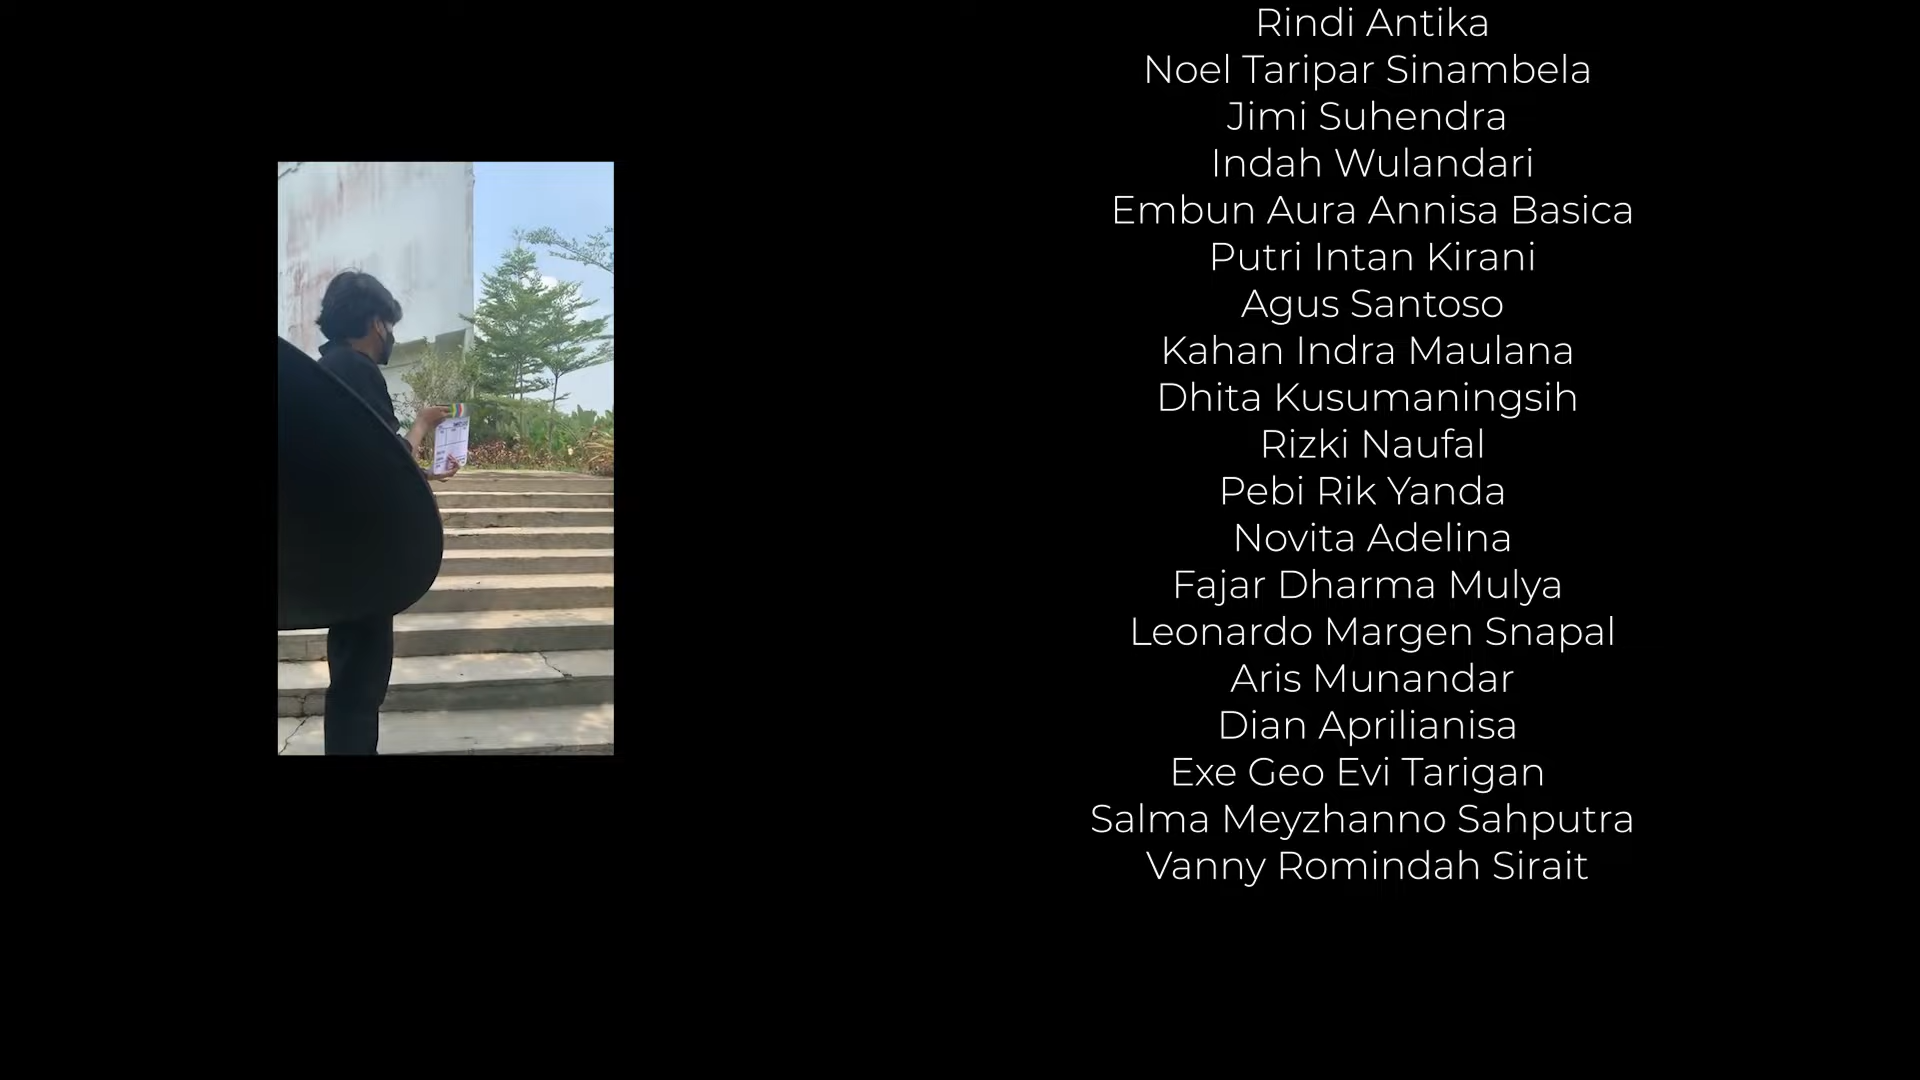 Rindi Antika
Noel Taripar Sinambela
Jimi Suhendra
Indah Wulandari
Embun Aura Annisa Basica
Putri Intan Kirani
Agus Santoso
Kahan Indra Maulana
Dhita Kusumaningsih
Rizki Naufal
Pebi Rik Yanda
Novita Adelina
Fajar Dharma Mulya
Leonardo Margen Snapal
Aris Munandar
Dian Aprilianisa
Exe Geo Evi Tarigan
Salma Meyzhanno Sahputra
Vanny Romindah Sirait